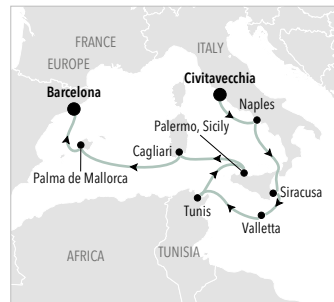 FRANCE
ITALY
EUROPE
Barcelona
Civitavecchia
Naples
Palermo, Sicily
Cagliari
Palma de Mallorca
Siracusa
Tunis
Valletta
AFRICA
TUNISIA